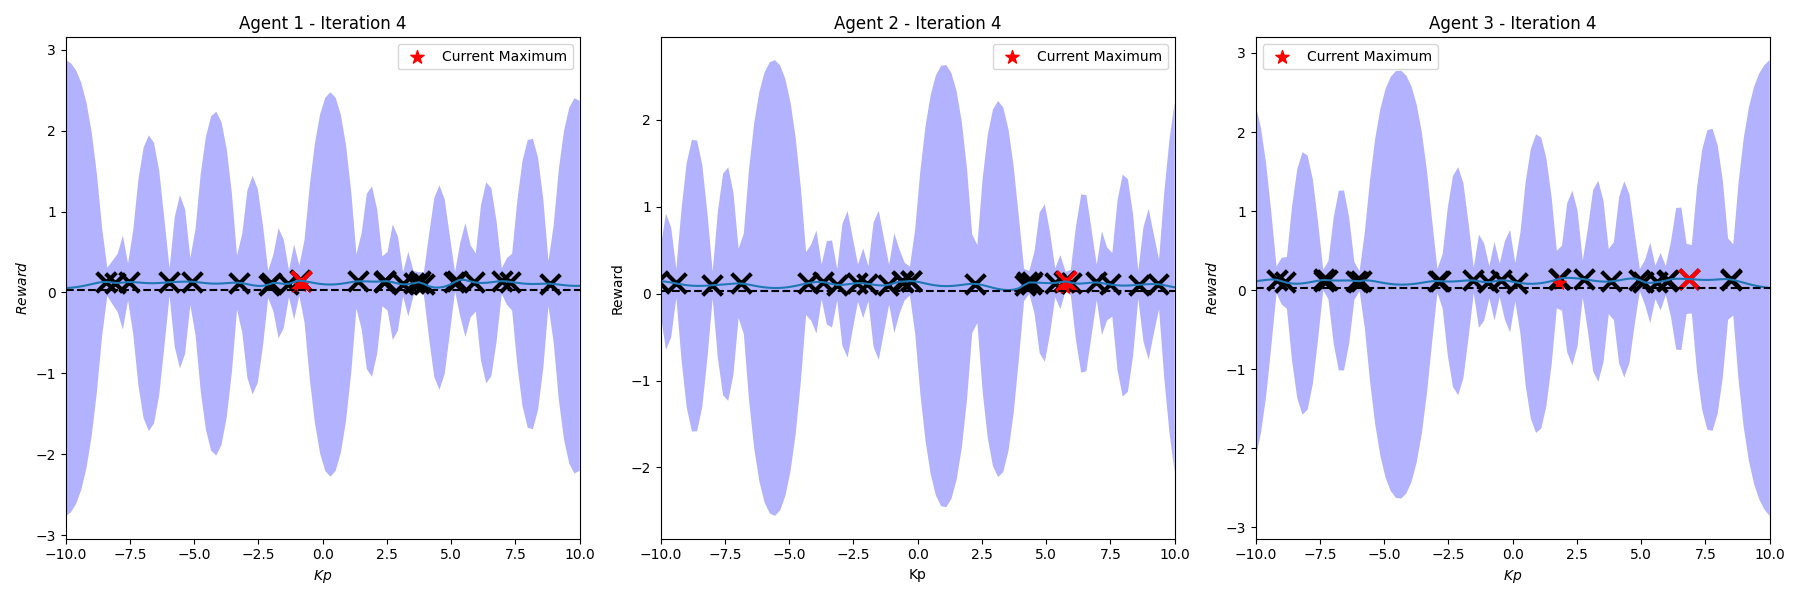 Agent 1 - Iteration 4
Current Maximum
3
2
1
0
−1
−2
−3
Reward
−10.0 −7.5 −5.0 −2.5 0.0 2.5 5.0 7.5 10.0
Kp
Agent 2 - Iteration 4
Current Maximum
2
1
0
−1
−2
Reward
−10.0 −7.5 −5.0 −2.5 0.0 2.5 5.0 7.5 10.0
Kp
Agent 3 - Iteration 4
Current Maximum
3
2
1
0
−1
−2
−3
Reward
−10.0 −7.5 −5.0 −2.5 0.0 2.5 5.0 7.5 10.0
Kp